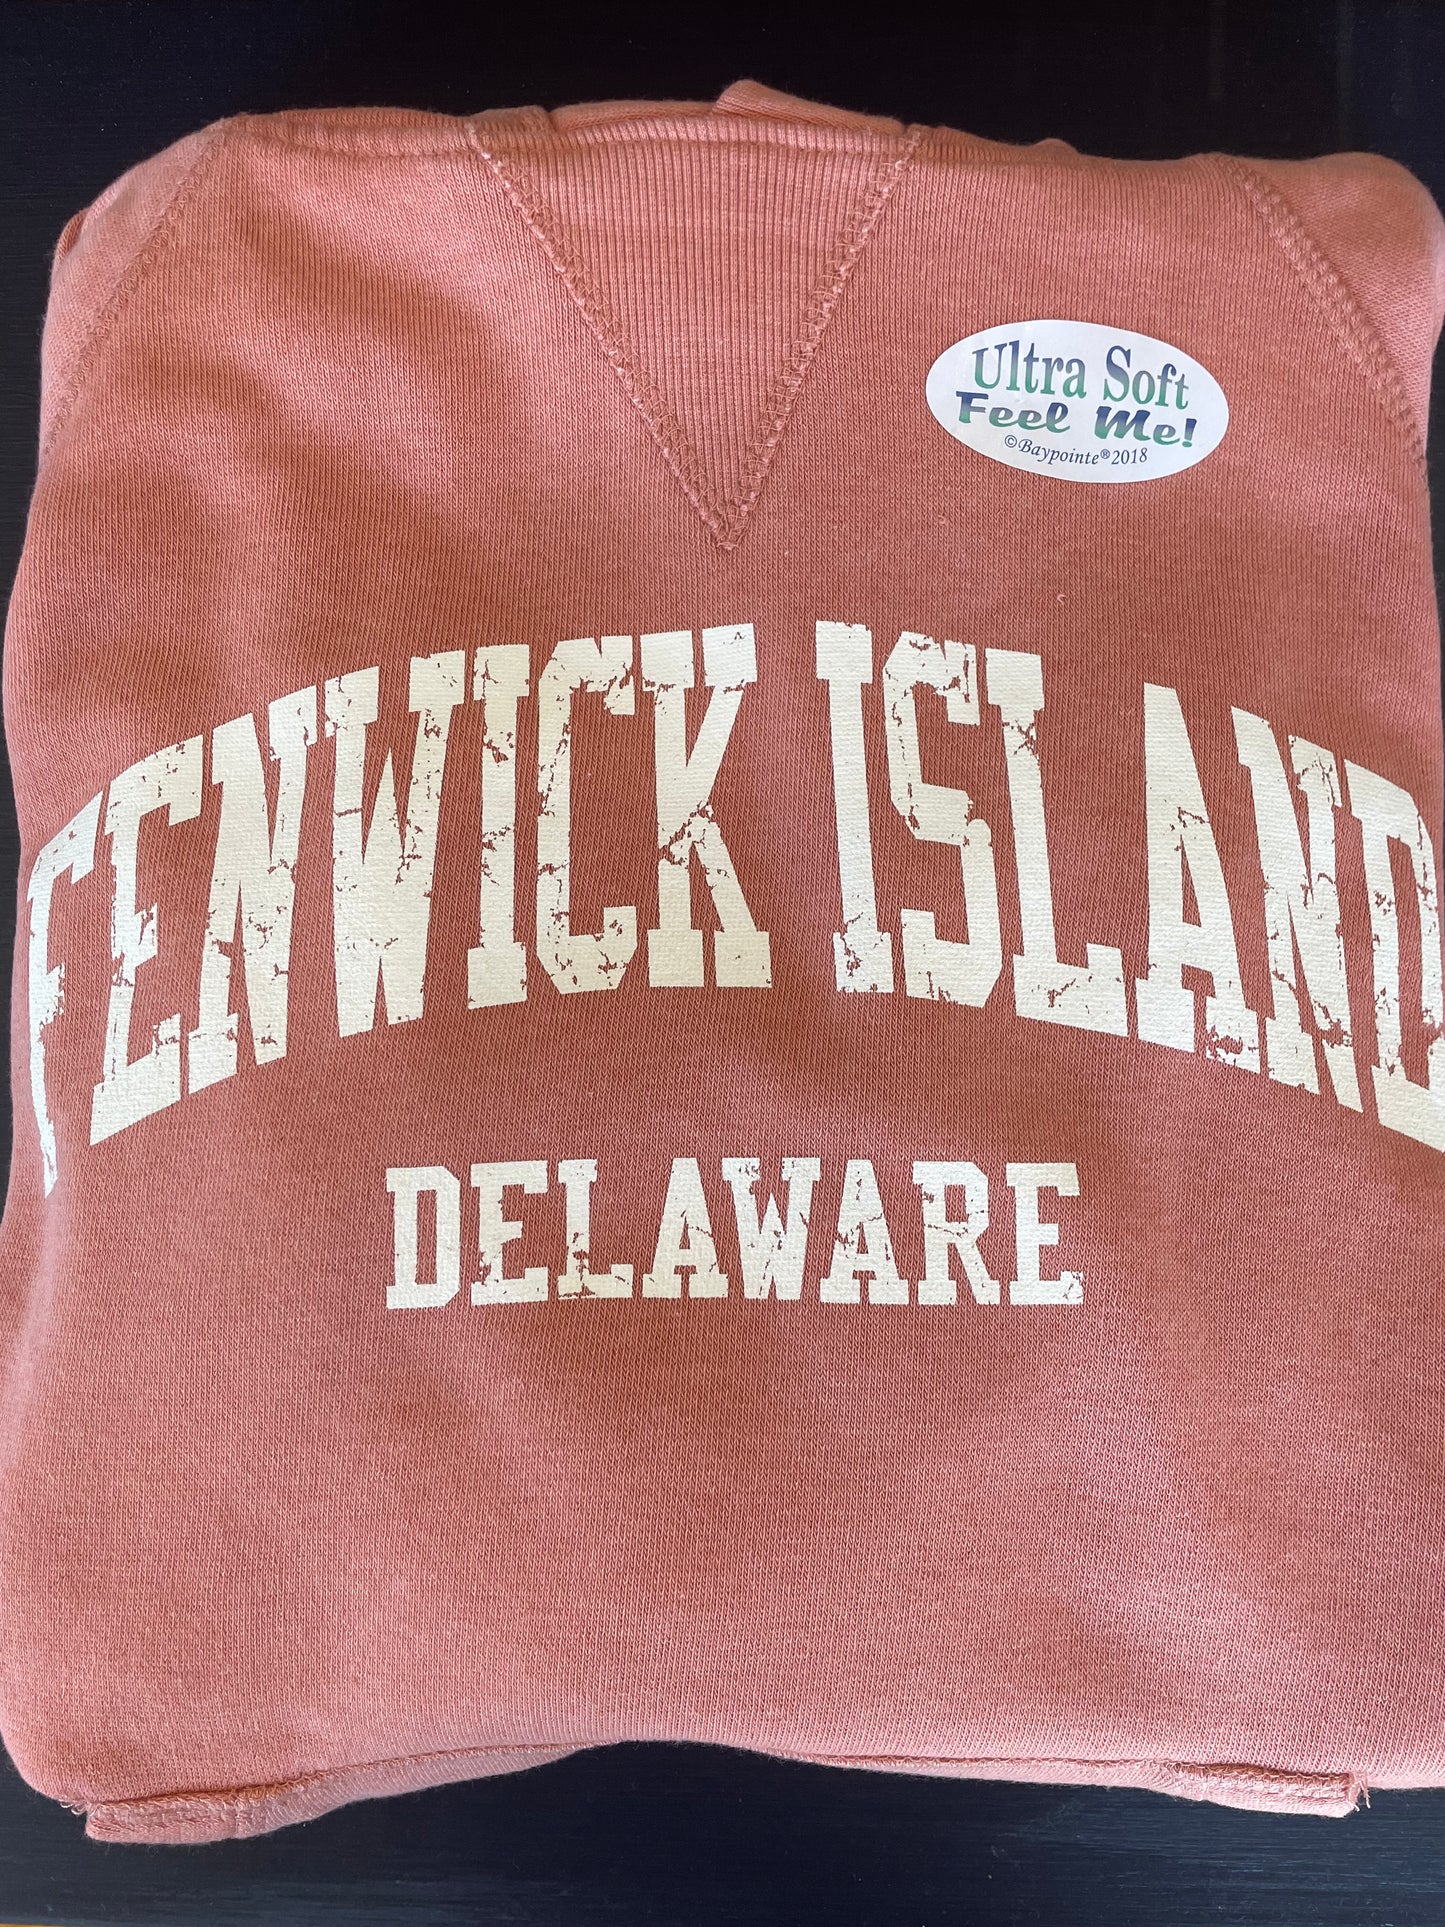 Ultra Soft
Feel Me!
©Baypointe®2018
FENWICK ISLAND
DELAWARE